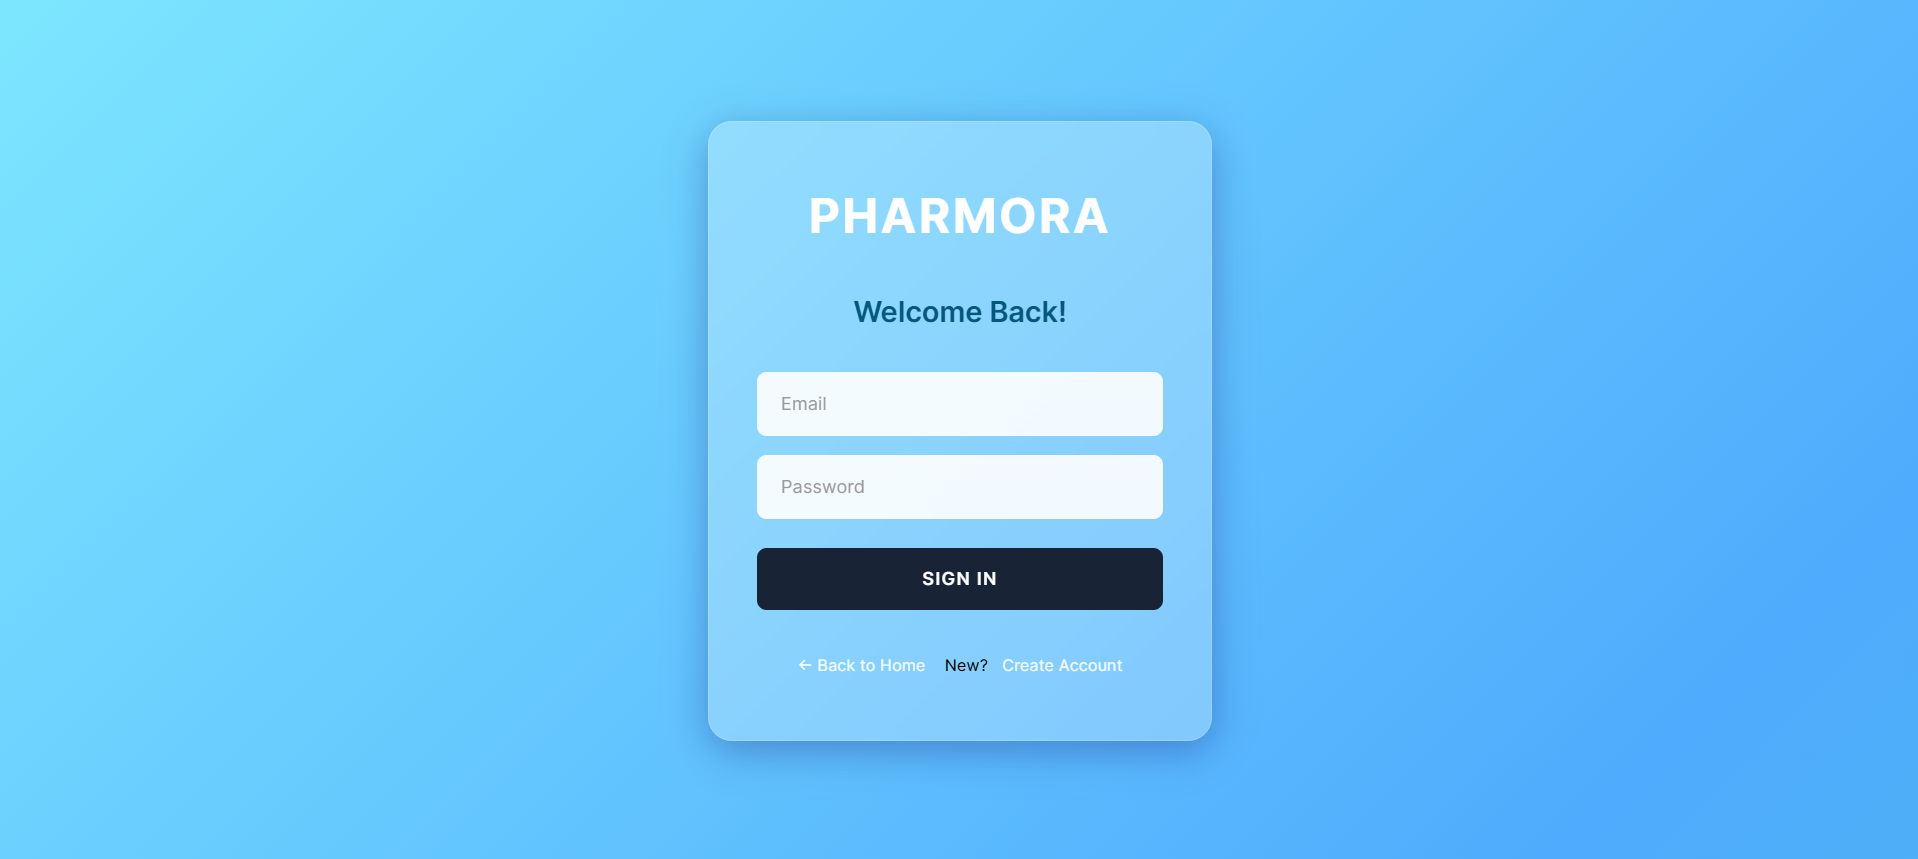 PHARMORA
Welcome Back!
Email
Password
SIGN IN
← Back to Home New? Create Account